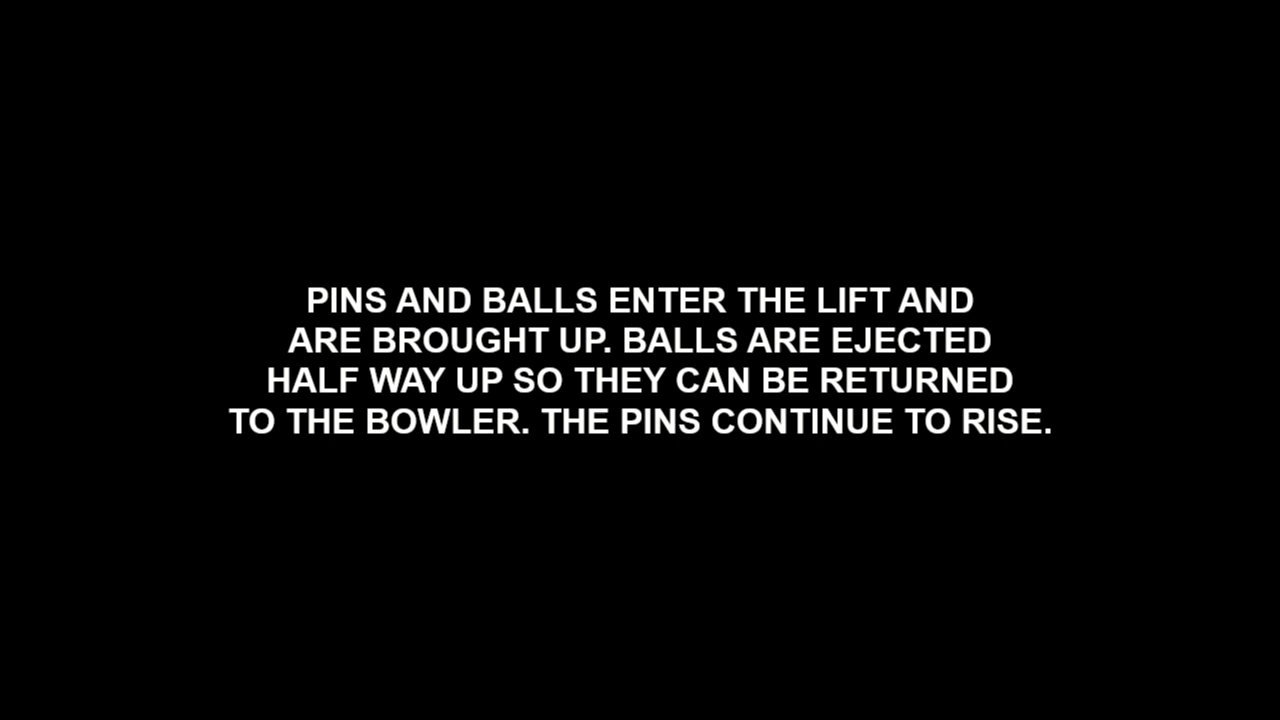 PINS AND BALLS ENTER THE LIFT AND
ARE BROUGHT UP. BALLS ARE EJECTED
HALF WAY UP SO THEY CAN BE RETURNED
TO THE BOWLER. THE PINS CONTINUE TO RISE.